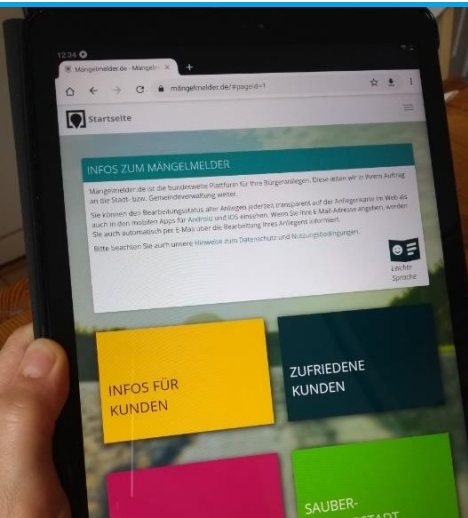 12:34
Mängelmelder.de - Mängel
mängelmelder.de/#pageid=1
Startseite
INFOS ZUM MÄNGELMELDER
Mängelmelder.de ist die bundesweite Plattform für Ihre Bürgeranliegen. Diese leiten wir in Ihrem Auftrag
an die Stadt- bzw. Gemeindeverwaltung weiter.
Sie können den Bearbeitungsstatus aller Anliegen jederzeit transparent auf der Anliegenkarte im Web als
auch in den mobilen Apps für Android und iOS einsehen. Wenn Sie Ihre E-Mail-Adresse angeben, werden
Sie auch automatisch per E-Mail über die Bearbeitung Ihres Anliegens informiert.
Bitte beachten Sie auch unsere Hinweise zum Datenschutz und Nutzungsbedingungen.
Leichte
Sprache
INFOS FÜR
KUNDEN
ZUFRIEDENE
KUNDEN
SAUBER-